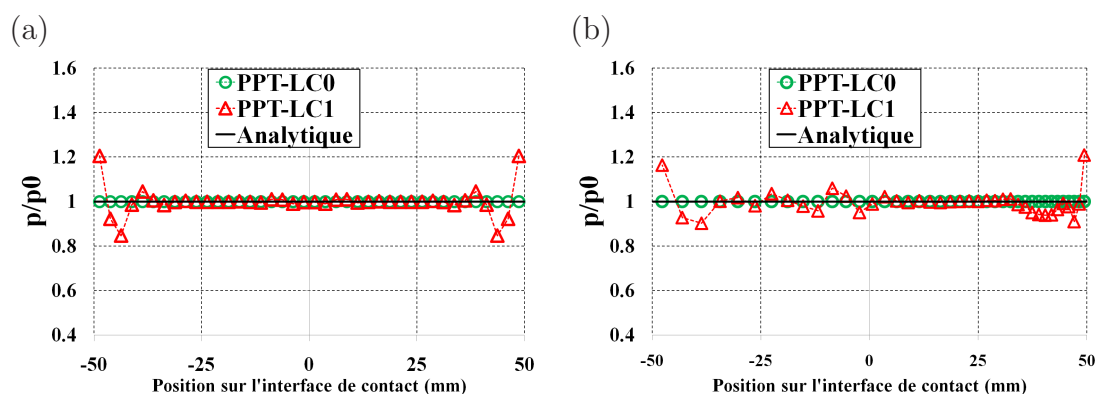 (a)
(b)
PPT-LC0
PPT-LC1
Analytique
1.6
1.4
1.2
1
0.8
0.6
0.4
p/p0
-50
-25
0
25
50
Position sur l'interface de contact (mm)
PPT-LC0
PPT-LC1
Analytique
1.6
1.4
1.2
1
0.8
0.6
0.4
p/p0
-50
-25
0
25
50
Position sur l'interface de contact (mm)